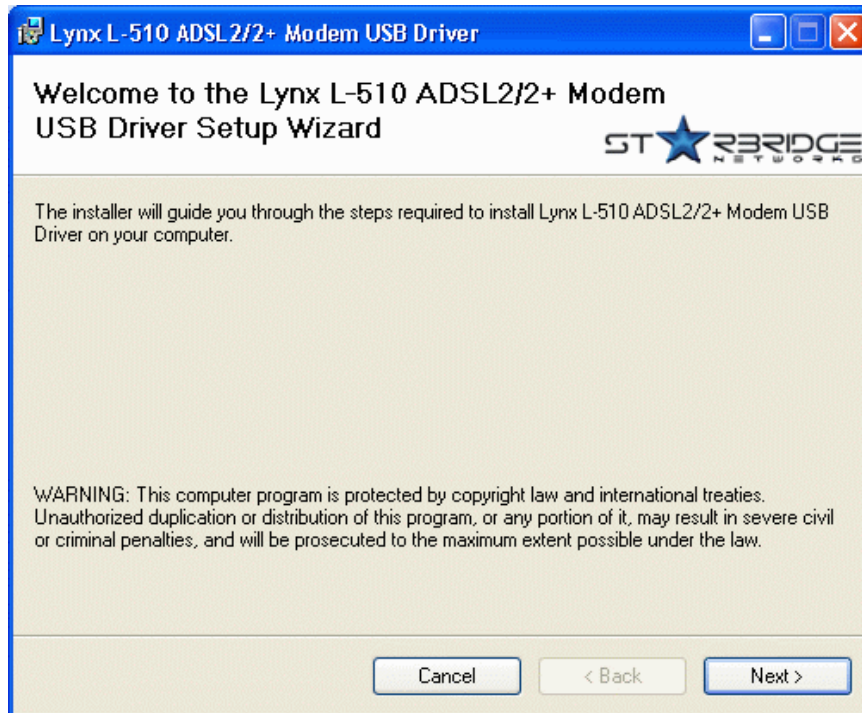 Lynx L-510 ADSL2/2+ Modem USB Driver
Welcome to the Lynx L-510 ADSL2/2+ Modem
USB Driver Setup Wizard
ST★RBRIDGE
NETWORKS
The installer will guide you through the steps required to install Lynx L-510 ADSL2/2+ Modem USB
Driver on your computer.
WARNING: This computer program is protected by copyright law and international treaties.
Unauthorized duplication or distribution of this program, or any portion of it, may result in severe civil
or criminal penalties, and will be prosecuted to the maximum extent possible under the law.
Cancel
< Back
Next >